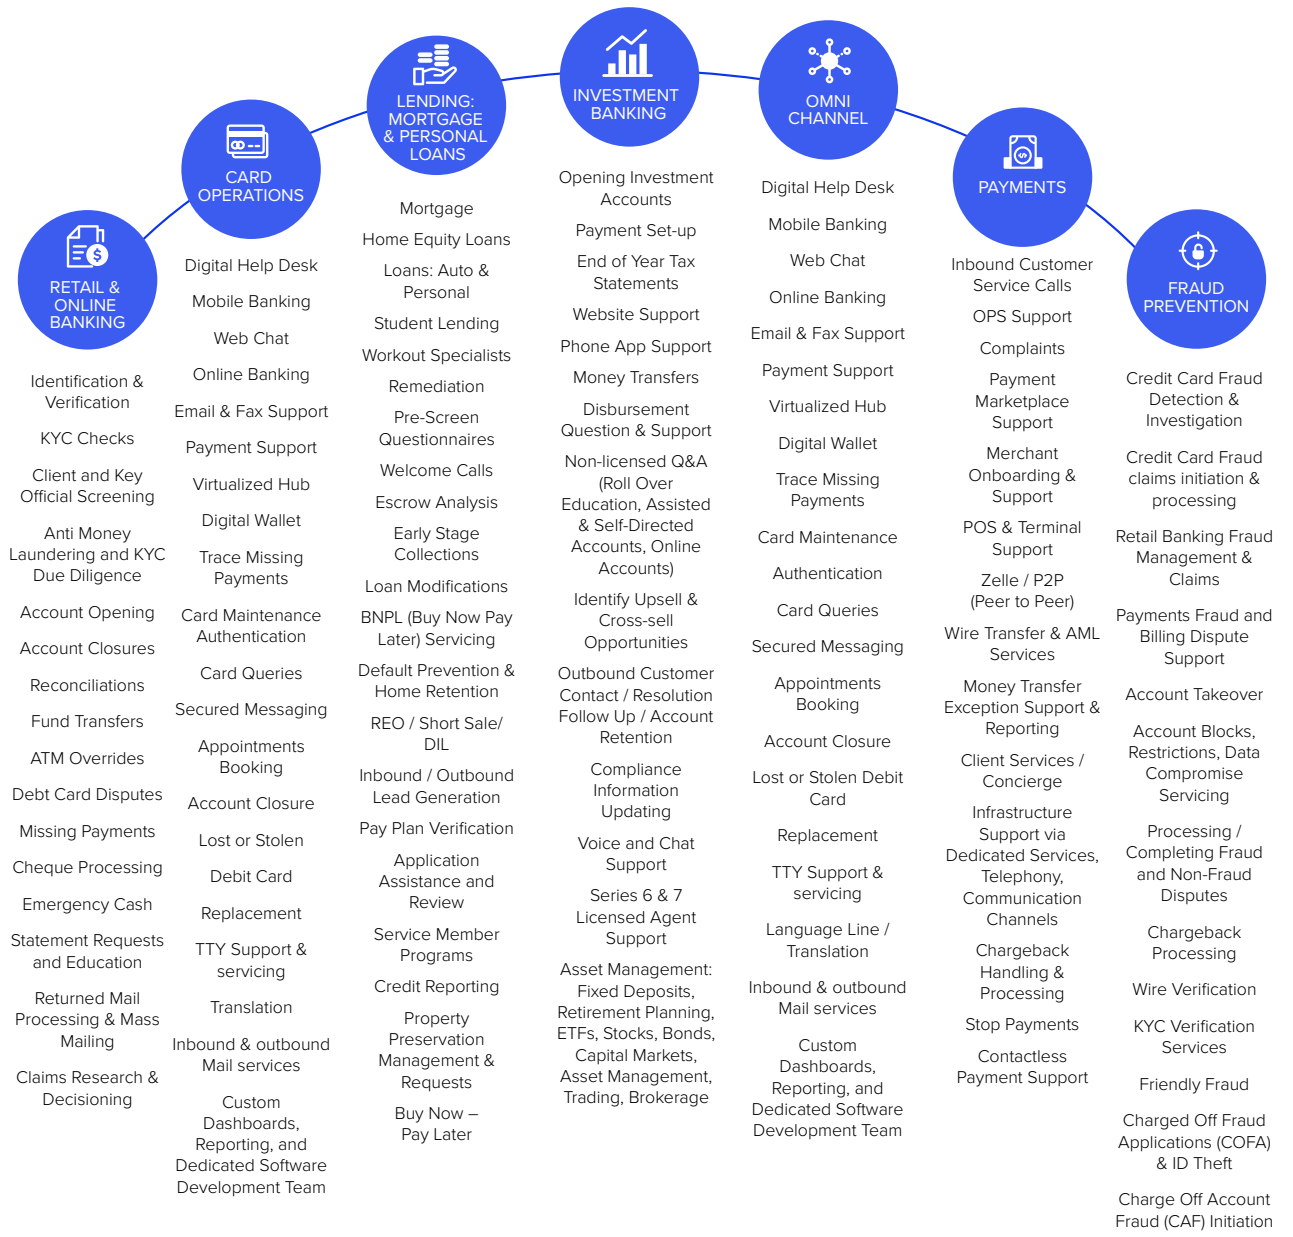 RETAIL &
ONLINE
BANKING
Identification &
Verification
KYC Checks
Client and Key
Official Screening
Anti Money
Laundering and KYC
Due Diligence
Account Opening
Account Closures
Reconciliations
Fund Transfers
ATM Overrides
Debt Card Disputes
Missing Payments
Cheque Processing
Emergency Cash
Statement Requests
and Education
Returned Mail
Processing & Mass
Mailing
Claims Research &
Decisioning
CARD
OPERATIONS
Digital Help Desk
Mobile Banking
Web Chat
Online Banking
Email & Fax Support
Payment Support
Virtualized Hub
Digital Wallet
Trace Missing
Payments
Card Maintenance
Authentication
Card Queries
Secured Messaging
Appointments
Booking
Account Closure
Lost or Stolen
Debit Card
Replacement
TTY Support &
servicing
Translation
Inbound & outbound
Mail services
Custom
Dashboards,
Reporting, and
Dedicated Software
Development Team
LENDING:
MORTGAGE
& PERSONAL
LOANS
Mortgage
Home Equity Loans
Loans: Auto &
Personal
Student Lending
Workout Specialists
Remediation
Pre-Screen
Questionnaires
Welcome Calls
Escrow Analysis
Early Stage
Collections
Loan Modifications
BNPL (Buy Now Pay
Later) Servicing
Default Prevention &
Home Retention
REO / Short Sale/
DIL
Inbound / Outbound
Lead Generation
Pay Plan Verification
Application
Assistance and
Review
Service Member
Programs
Credit Reporting
Property
Preservation
Management &
Requests
Buy Now –
Pay Later
INVESTMENT
BANKING
Opening Investment
Accounts
Payment Set-up
End of Year Tax
Statements
Website Support
Phone App Support
Money Transfers
Disbursement
Question & Support
Non-licensed Q&A
(Roll Over
Education, Assisted
& Self-Directed
Accounts, Online
Accounts)
Identify Upsell &
Cross-sell
Opportunities
Outbound Customer
Contact / Resolution
Follow Up / Account
Retention
Compliance
Information
Updating
Voice and Chat
Support
Series 6 & 7
Licensed Agent
Support
Asset Management:
Fixed Deposits,
Retirement Planning,
ETFs, Stocks, Bonds,
Capital Markets,
Asset Management,
Trading, Brokerage
OMNI
CHANNEL
Digital Help Desk
Mobile Banking
Web Chat
Online Banking
Email & Fax Support
Payment Support
Virtualized Hub
Digital Wallet
Trace Missing
Payments
Card Maintenance
Authentication
Card Queries
Secured Messaging
Appointments
Booking
Account Closure
Lost or Stolen Debit
Card
Replacement
TTY Support &
servicing
Language Line /
Translation
Inbound & outbound
Mail services
Custom
Dashboards,
Reporting, and
Dedicated Software
Development Team
PAYMENTS
Inbound Customer
Service Calls
OPS Support
Complaints
Payment
Marketplace
Support
Merchant
Onboarding &
Support
POS & Terminal
Support
Zelle / P2P
(Peer to Peer)
Wire Transfer & AML
Services
Money Transfer
Exception Support &
Reporting
Client Services /
Concierge
Infrastructure
Support via
Dedicated Services,
Telephony,
Communication
Channels
Chargeback
Handling &
Processing
Stop Payments
Contactless
Payment Support
FRAUD
PREVENTION
Credit Card Fraud
Detection &
Investigation
Credit Card Fraud
claims initiation &
processing
Retail Banking Fraud
Management &
Claims
Payments Fraud and
Billing Dispute
Support
Account Takeover
Account Blocks,
Restrictions, Data
Compromise
Servicing
Processing /
Completing Fraud
and Non-Fraud
Disputes
Chargeback
Processing
Wire Verification
KYC Verification
Services
Friendly Fraud
Charged Off Fraud
Applications (COFA)
& ID Theft
Charge Off Account
Fraud (CAF) Initiation